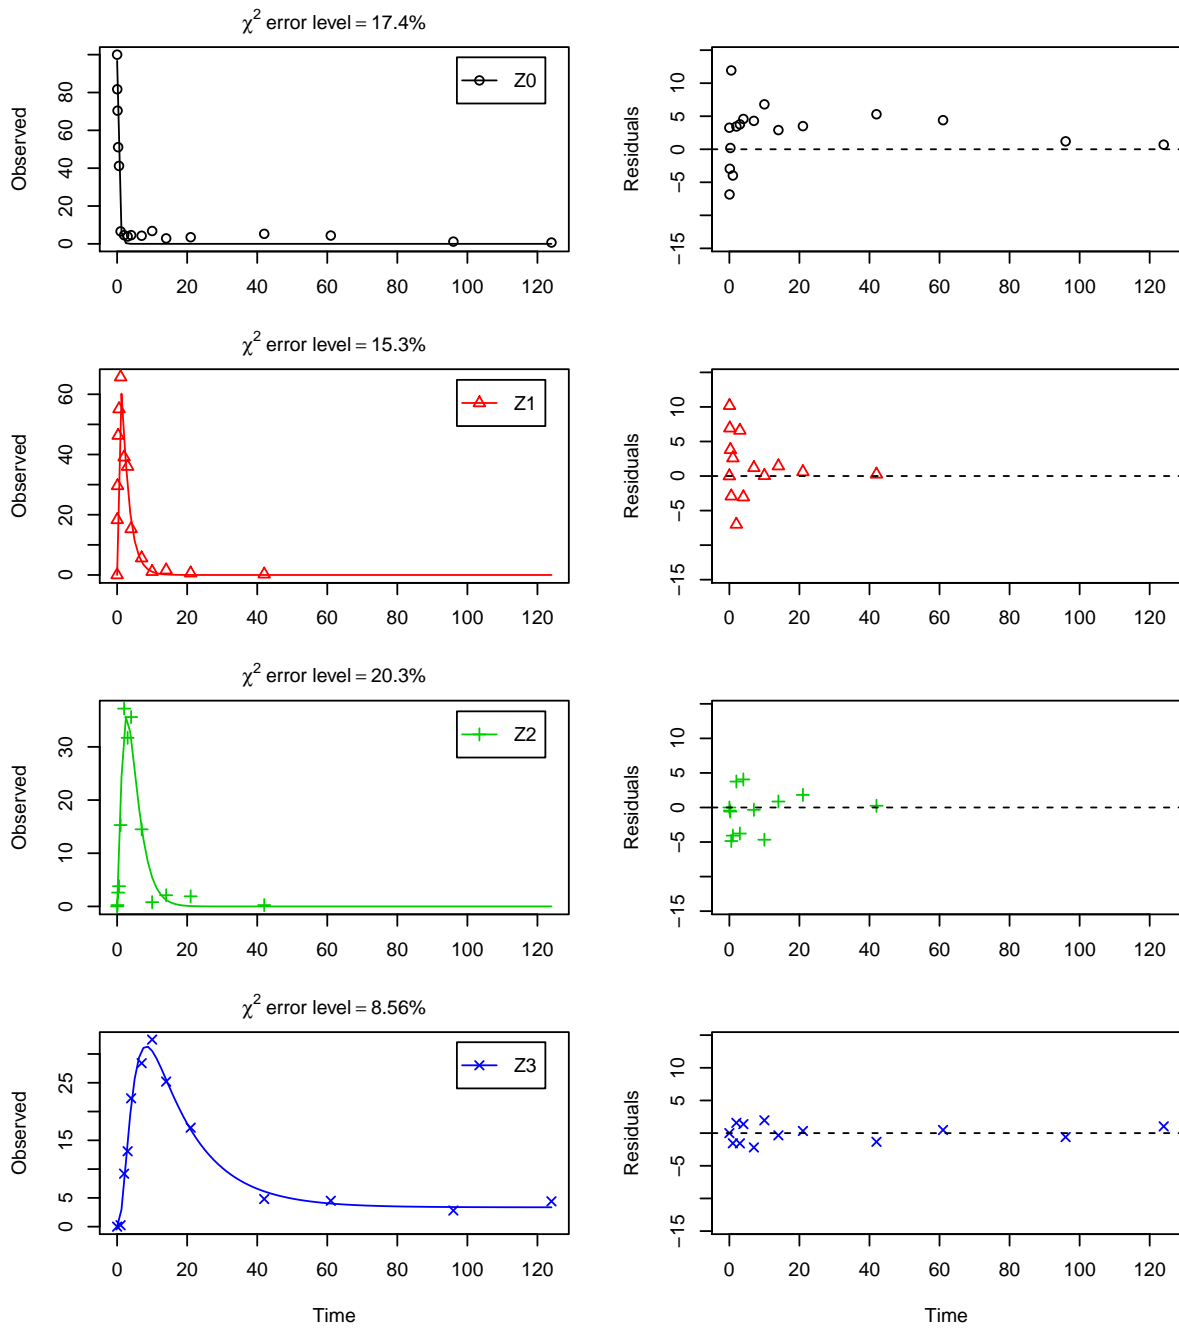 χ2 error level = 17.4%
Observed
0 20 40 60 80
Z0
0 20 40 60 80 100 120
Residuals
−15 −5 0 5 10
0 20 40 60 80 100 120
χ2 error level = 15.3%
Observed
0 20 40 60
Z1
0 20 40 60 80 100 120
Residuals
−15 −5 0 5 10
0 20 40 60 80 100 120
χ2 error level = 20.3%
Observed
0 10 20 30
Z2
0 20 40 60 80 100 120
Residuals
−15 −5 0 5 10
0 20 40 60 80 100 120
χ2 error level = 8.56%
Observed
0 5 15 25
Z3
0 20 40 60 80 100 120
Time
Residuals
−15 −5 0 5 10
0 20 40 60 80 100 120
Time